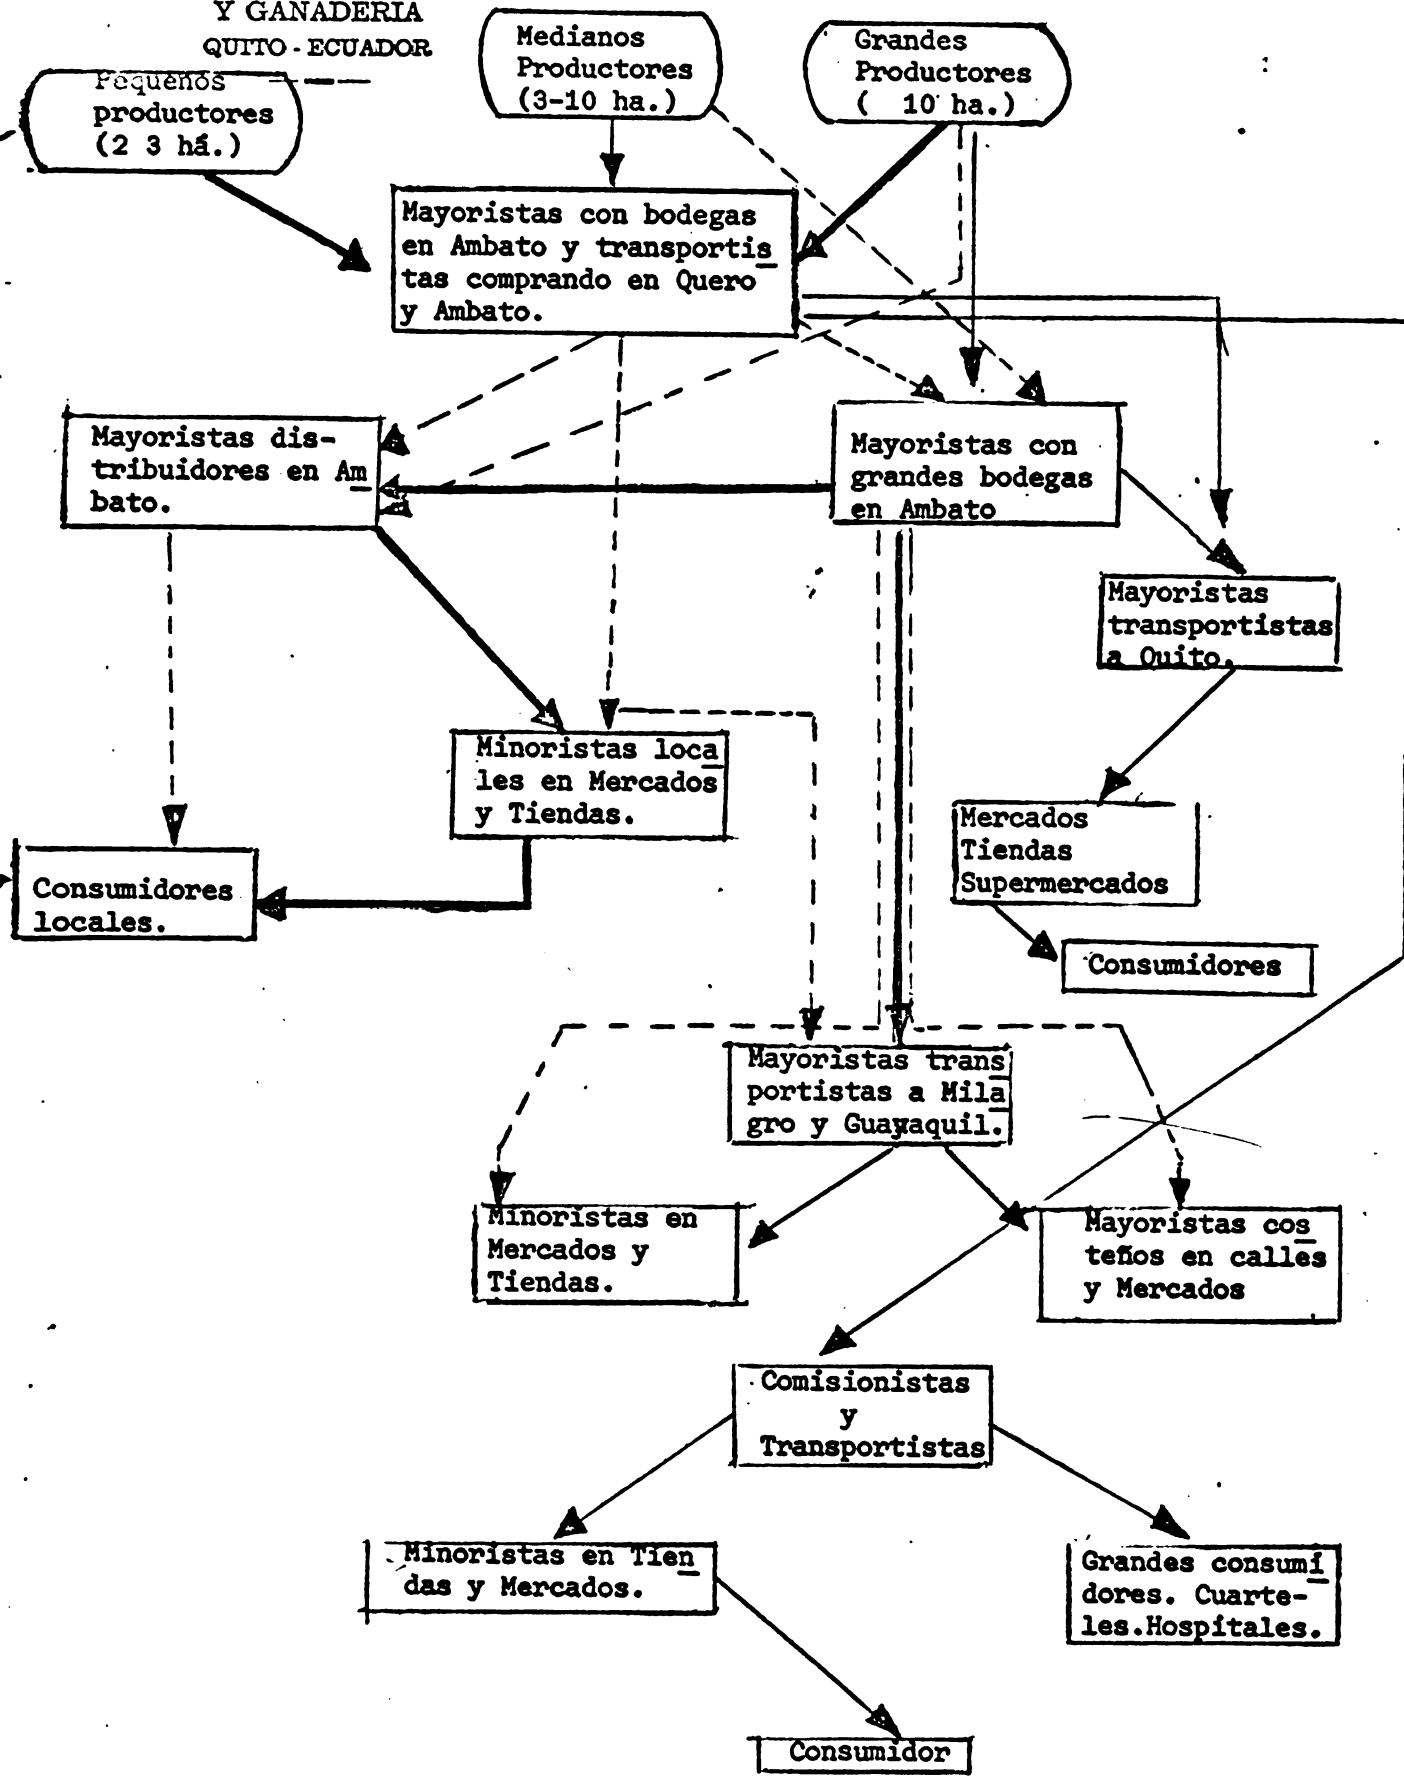 Y GANADERIA
QUITO - ECUADOR
Pequeños
productores
(2 3 há.)
Medianos
Productores
(3-10 ha.)
Grandes
Productores
( 10 ha.)
Mayoristas con bodegas
en Ambato y transportis
tas comprando en Quero
y Ambato.
Mayoristas dis-
tribuidores en Am
bato.
Mayoristas con
grandes bodegas
en Ambato
Mayoristas
transportistas
a Quito.
Minoristas loca
les en Mercados
y Tiendas.
Mercados
Tiendas
Supermercados
Consumidores
locales.
Consumidores
Mayoristas trans
portistas a Mila
gro y Guayaquil.
Minoristas en
Mercados y
Tiendas.
Mayoristas cos
teños en calles
y Mercados
Comisionistas
y
Transportistas
Minoristas en Tien
das y Mercados.
Grandes consumi
dores. Cuarte-
les.Hospitales.
Consumidor